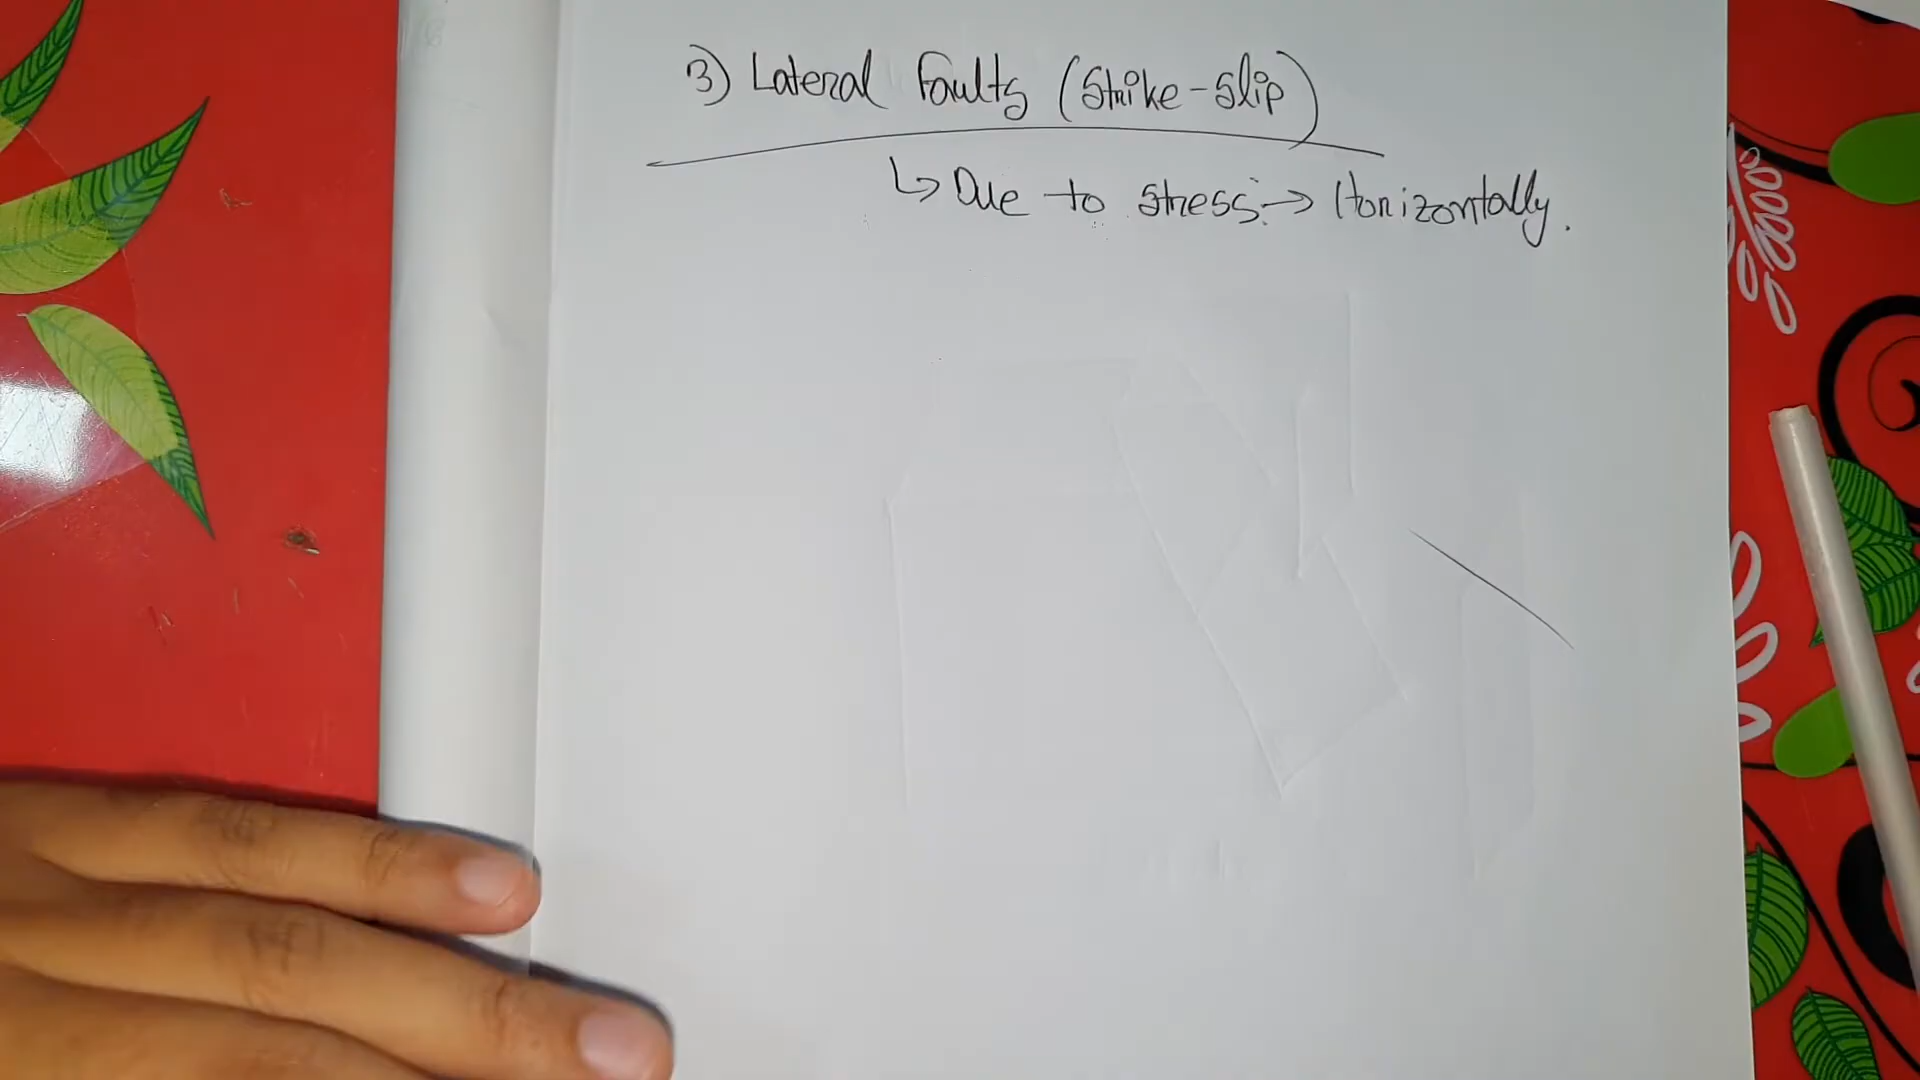 3) Lateral Faults (Strike-slip)
↳ Due to stress → Horizontally.